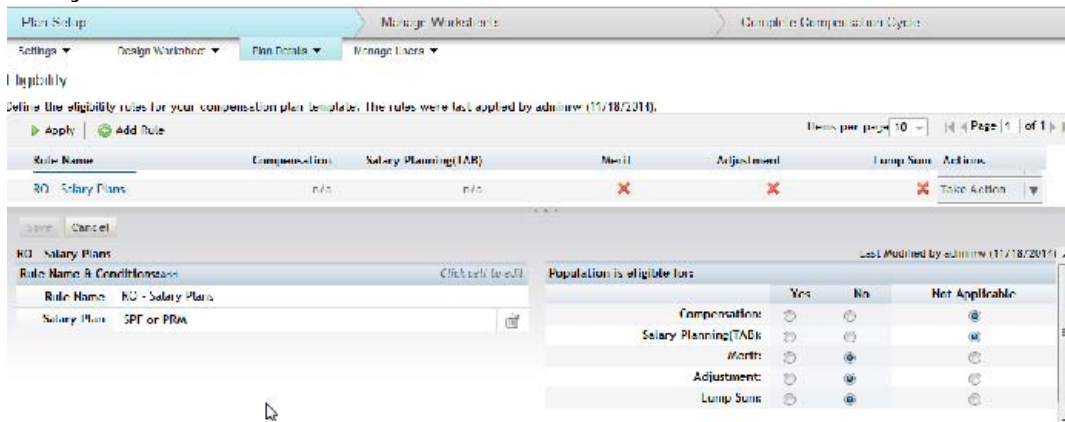 Plan Setup Manage Worksheets Complete Compensation Cycle
Settings Design Worksheet Plan Details Manage Users
Eligibility
Define the eligibility rules for your compensation plan template. The rules were last applied by adminrw (11/18/2014).
Apply Add Rule Items per page 10 Page 1 of 1
Rule Name Compensation Salary Planning(TAB) Merit Adjustment Lump Sum Actions
RO - Salary Plans n/a n/a Take Action
Save Cancel
RO - Salary Plans Last Modified by adminrw (11/18/2014)
Rule Name & Conditions Add Click cell to edit Population is eligible for:
Yes No Not Applicable
Rule Name RO - Salary Plans
Compensation:
Salary Plan SPF or PRM
Salary Planning(TAB):
Merit:
Adjustment:
Lump Sum: